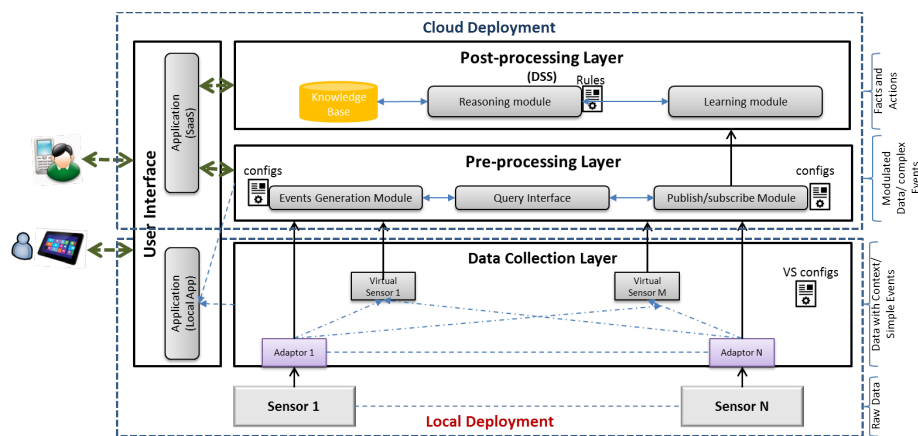 Cloud Deployment
Post-processing Layer
(DSS)
Rules
Knowledge
Base
Reasoning module
Learning module
Application
(SaaS)
User Interface
Pre-processing Layer
configs
configs
Events Generation Module
Query Interface
Publish/subscribe Module
Data Collection Layer
Virtual
Sensor 1
Virtual
Sensor M
VS configs
Application
(Local App)
Adaptor 1
Adaptor N
Sensor 1
Sensor N
Local Deployment
Facts and
Actions
Modulated
Data/ complex
Events
Data with Context/
Simple Events
Raw Data